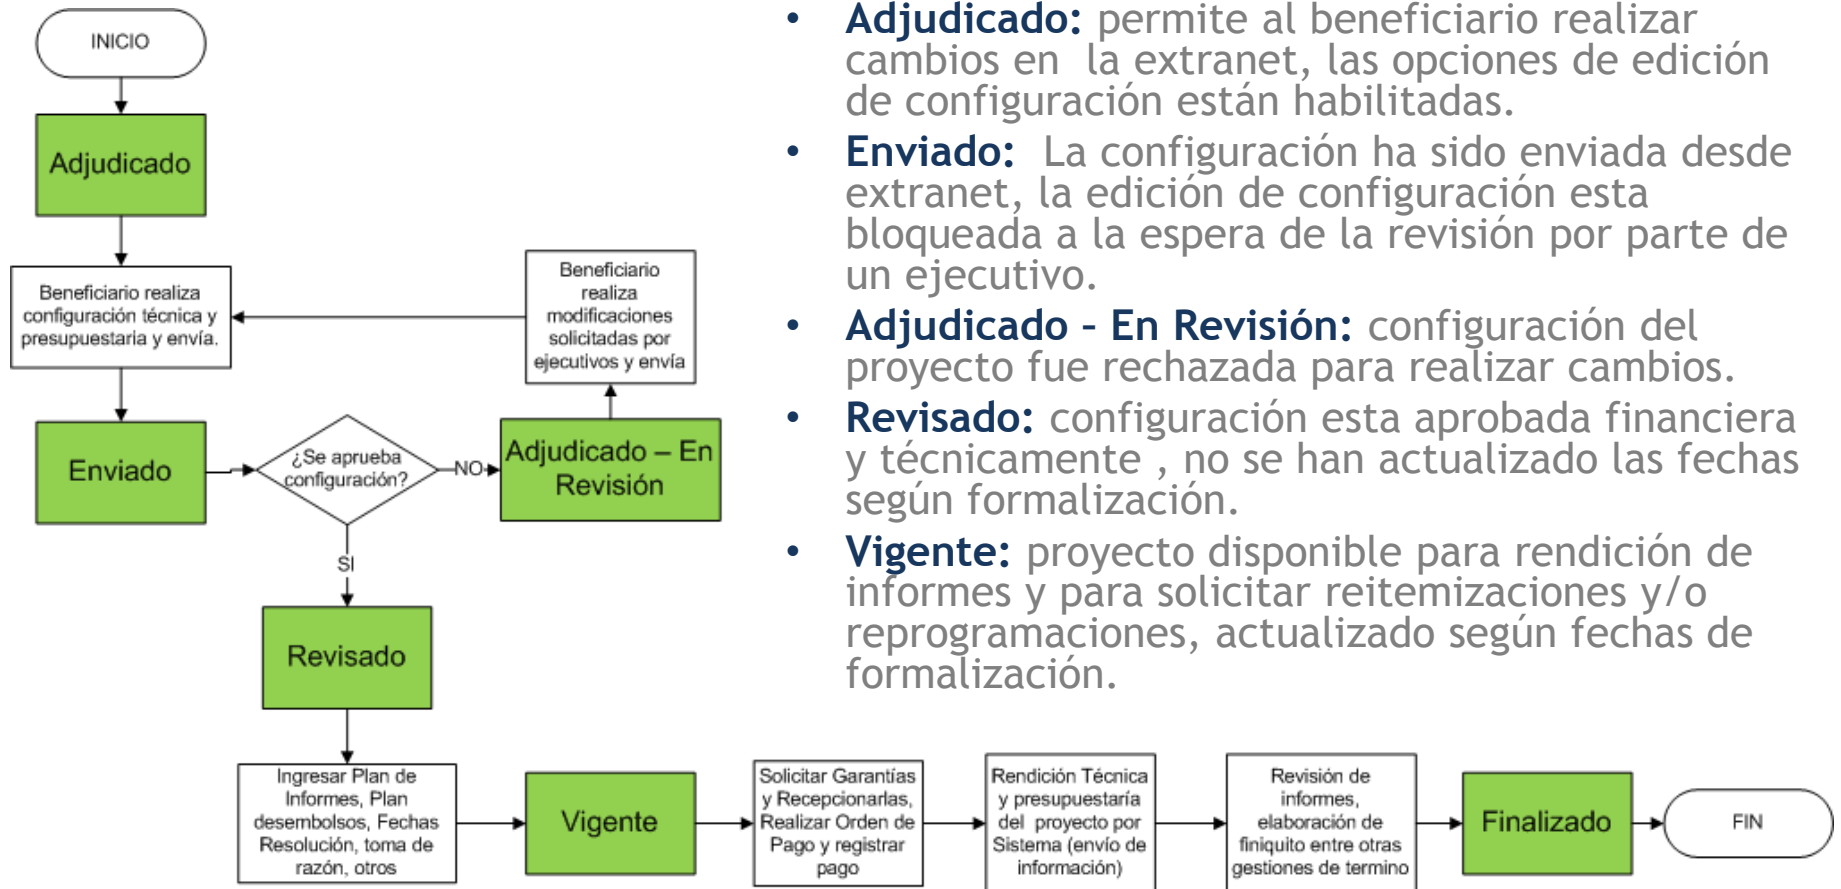 INICIO
Adjudicado
Beneficiario realiza
configuración técnica y
presupuestaria y envía.
Beneficiario
realiza
modificaciones
solicitadas por
ejecutivos y envía
Enviado
¿Se aprueba
configuración?
NO
Adjudicado – En
Revisión
SI
Revisado
Ingresar Plan de
Informes, Plan
desembolsos, Fechas
Resolución, toma de
razón, otros
Vigente
Solicitar Garantías
y Recepcionarlas,
Realizar Orden de
Pago y registrar
pago
Rendición Técnica
y presupuestaría
del proyecto por
Sistema (envío de
información)
Revisión de
informes,
elaboración de
finiquito entre otras
gestiones de termino
Finalizado
FIN
• Adjudicado: permite al beneficiario realizar
cambios en la extranet, las opciones de edición
de configuración están habilitadas.
• Enviado: La configuración ha sido enviada desde
extranet, la edición de configuración esta
bloqueada a la espera de la revisión por parte de
un ejecutivo.
• Adjudicado – En Revisión: configuración del
proyecto fue rechazada para realizar cambios.
• Revisado: configuración esta aprobada financiera
y técnicamente , no se han actualizado las fechas
según formalización.
• Vigente: proyecto disponible para rendición de
informes y para solicitar reitemizaciones y/o
reprogramaciones, actualizado según fechas de
formalización.